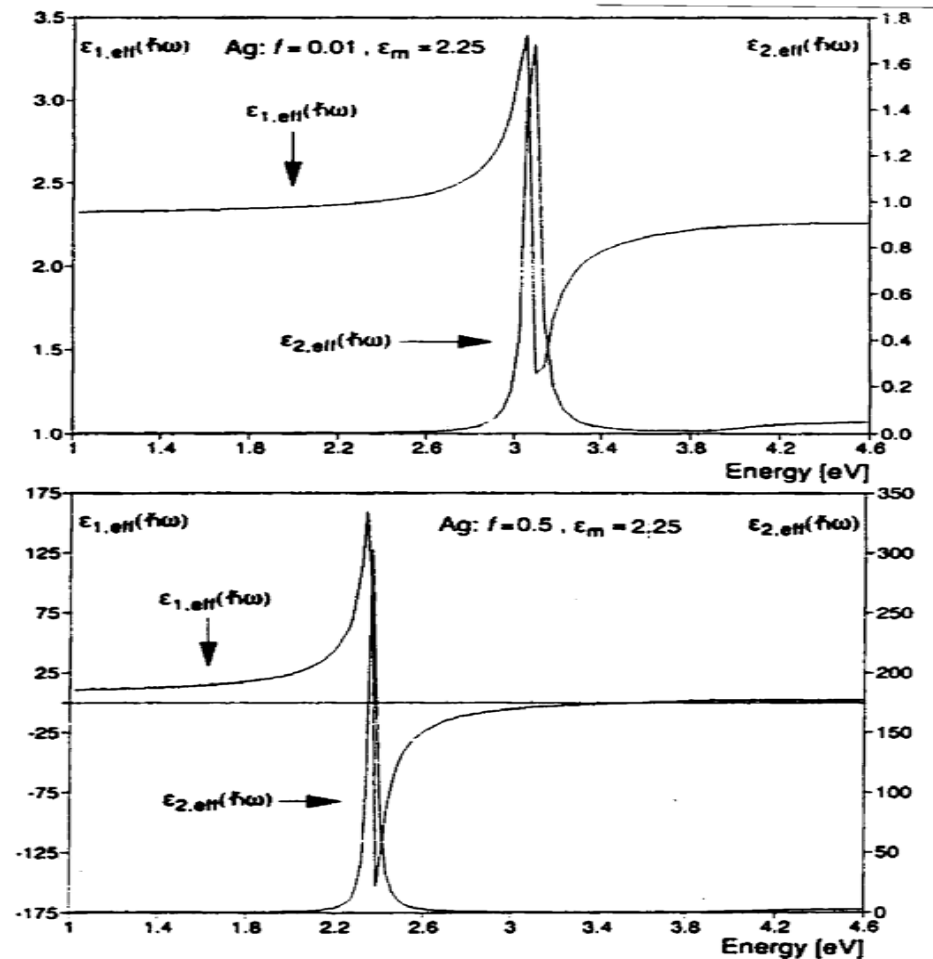 3.5 ε1.eff(ℏω) Ag: f = 0.01 , εm = 2.25 ε2.eff(ℏω) 1.8
1.6
3.0 ε1.eff(ℏω) 1.4
1.2
2.5 1.0
0.8
2.0
0.6
1.5 ε2.eff(ℏω) 0.4
0.2
1.0 0.0
1 1.4 1.8 2.2 2.6 3 3.4 3.8 4.2 4.6
Energy [eV]
175 350
ε1.eff(ℏω) Ag: f = 0.5 , εm = 2.25 ε2.eff(ℏω)
125 300
75 ε1.eff(ℏω) 250
25 200
-25 150
-75 ε2.eff(ℏω) 100
-125 50
-175 0
1 1.4 1.8 2.2 2.6 3 3.4 3.8 4.2 4.6
Energy [eV]